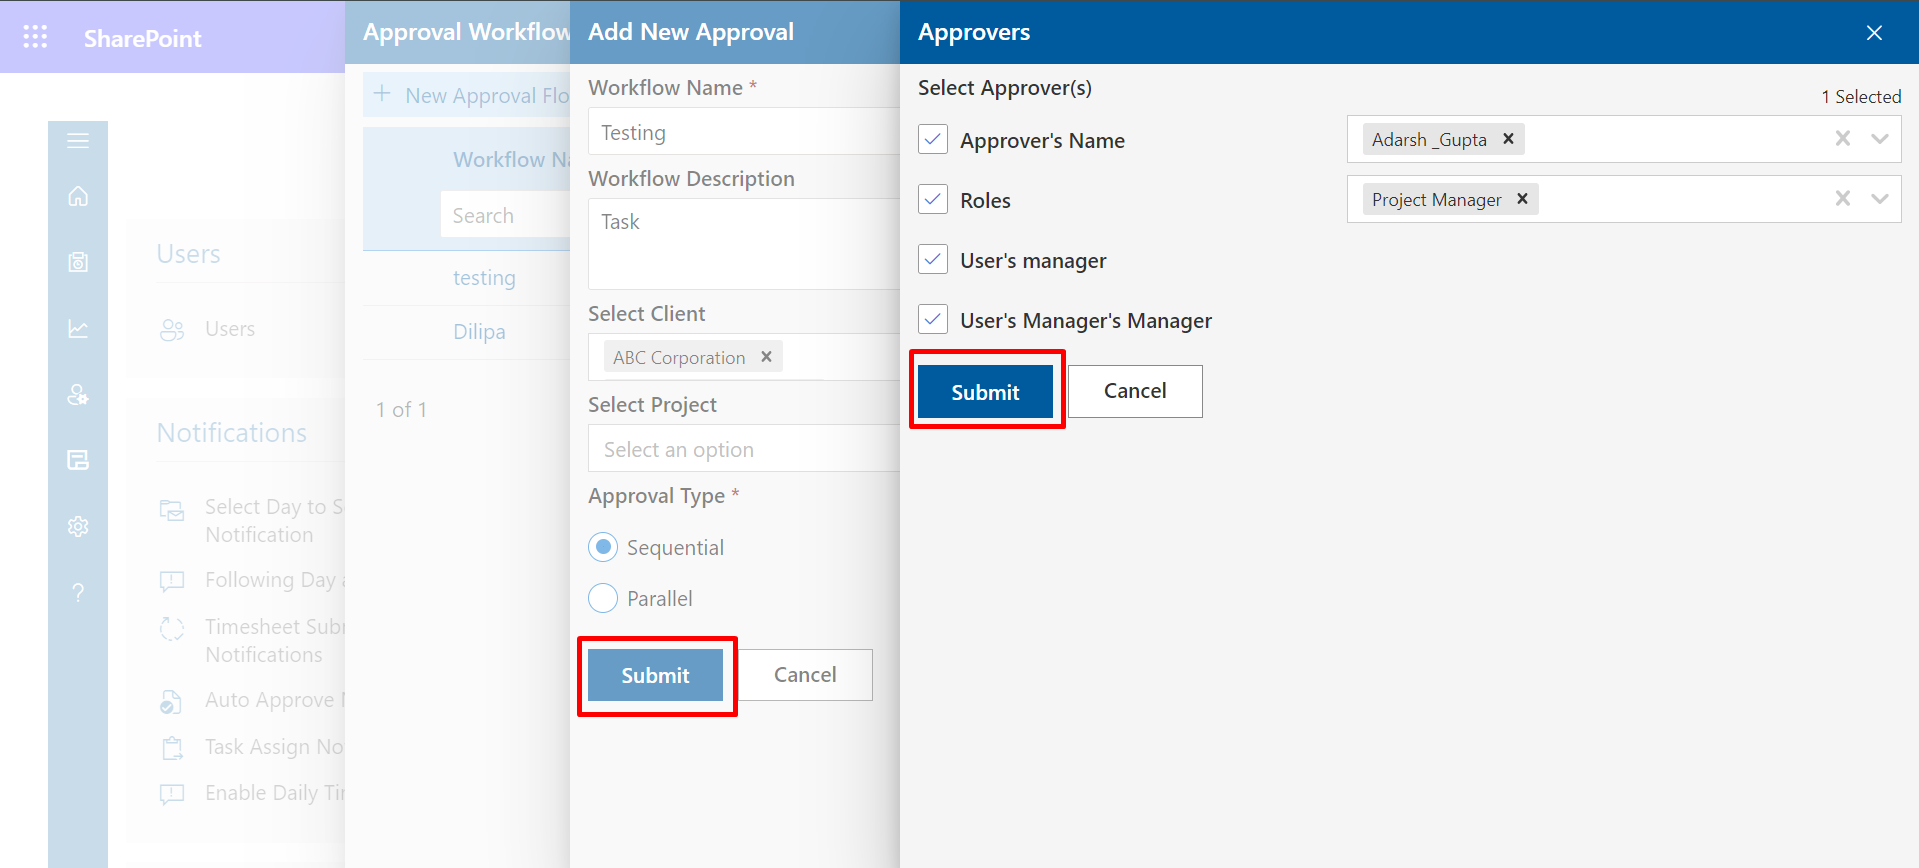 SharePoint
Users
Users
Notifications
Select Day to S
Notification
Following Day
Timesheet Sub
Notifications
Auto Approve
Task Assign No
Enable Daily Ti
Approval Workflow
+ New Approval Flo
Workflow Na
Search
testing
Dilipa
1 of 1
Add New Approval
Workflow Name *
Testing
Workflow Description
Task
Select Client
ABC Corporation
Select Project
Select an option
Approval Type *
Sequential
Parallel
Submit Cancel
Approvers
Select Approver(s)
1 Selected
Approver's Name Adarsh _Gupta
Roles Project Manager
User's manager
User's Manager's Manager
Submit Cancel